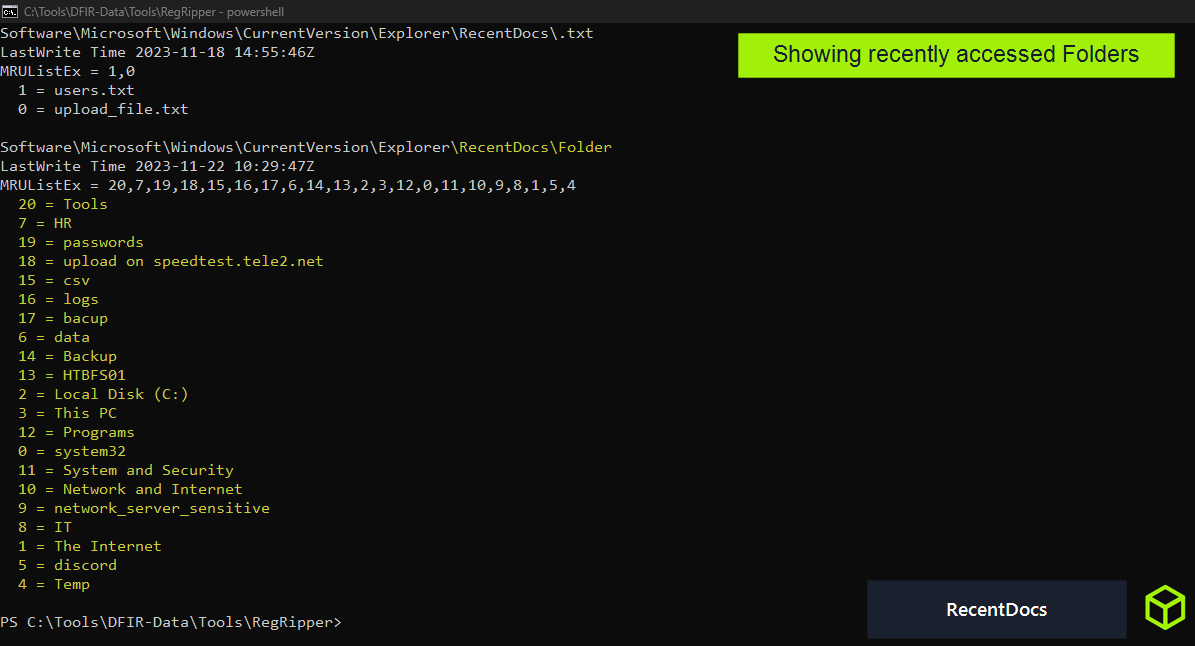 C:\Tools\DFIR-Data\Tools\RegRipper - powershell
Software\Microsoft\Windows\CurrentVersion\Explorer\RecentDocs\.txt
LastWrite Time 2023-11-18 14:55:46Z
MRUListEx = 1,0
  1 = users.txt
  0 = upload_file.txt
Showing recently accessed Folders
Software\Microsoft\Windows\CurrentVersion\Explorer\RecentDocs\Folder
LastWrite Time 2023-11-22 10:29:47Z
MRUListEx = 20,7,19,18,15,16,17,6,14,13,2,3,12,0,11,10,9,8,1,5,4
  20 = Tools
  7 = HR
  19 = passwords
  18 = upload on speedtest.tele2.net
  15 = csv
  16 = logs
  17 = bacup
  6 = data
  14 = Backup
  13 = HTBFS01
  2 = Local Disk (C:)
  3 = This PC
  12 = Programs
  0 = system32
  11 = System and Security
  10 = Network and Internet
  9 = network_server_sensitive
  8 = IT
  1 = The Internet
  5 = discord
  4 = Temp
PS C:\Tools\DFIR-Data\Tools\RegRipper>
RecentDocs